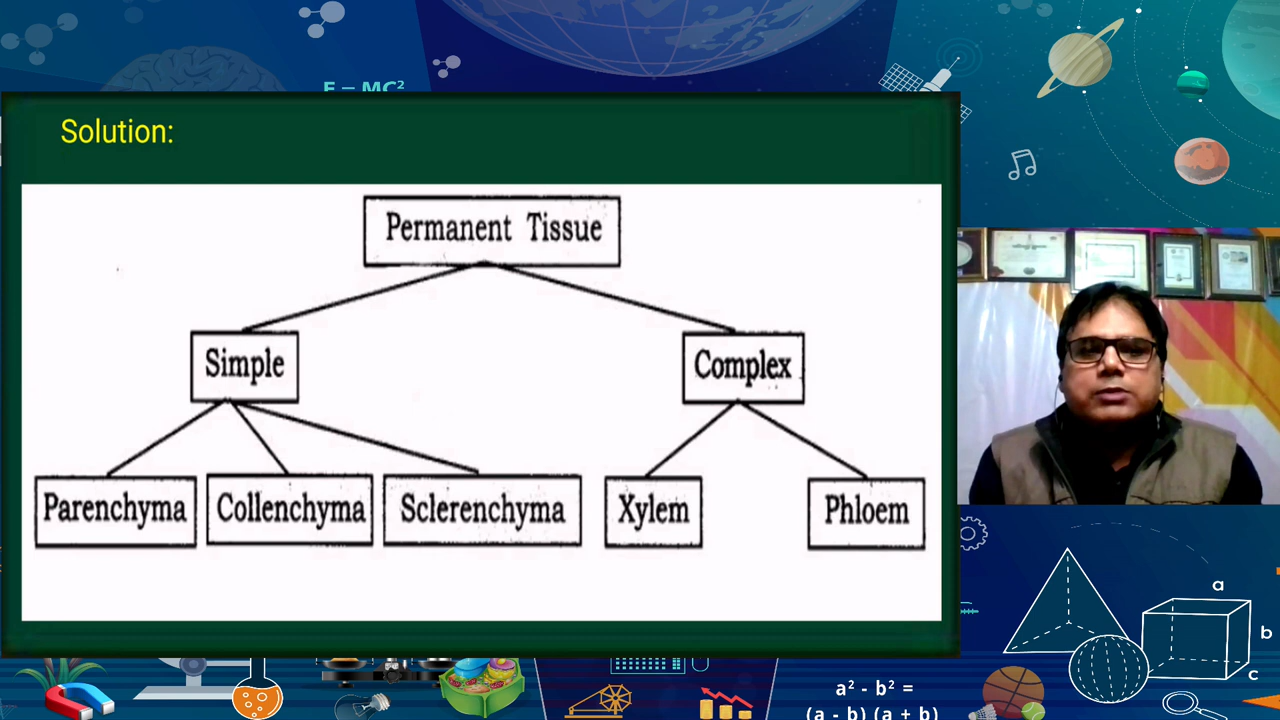 E = MC²
Solution:
Permanent Tissue
Simple
Complex
Parenchyma
Collenchyma
Sclerenchyma
Xylem
Phloem
a
b
c
a² - b² =
(a - b) (a + b)